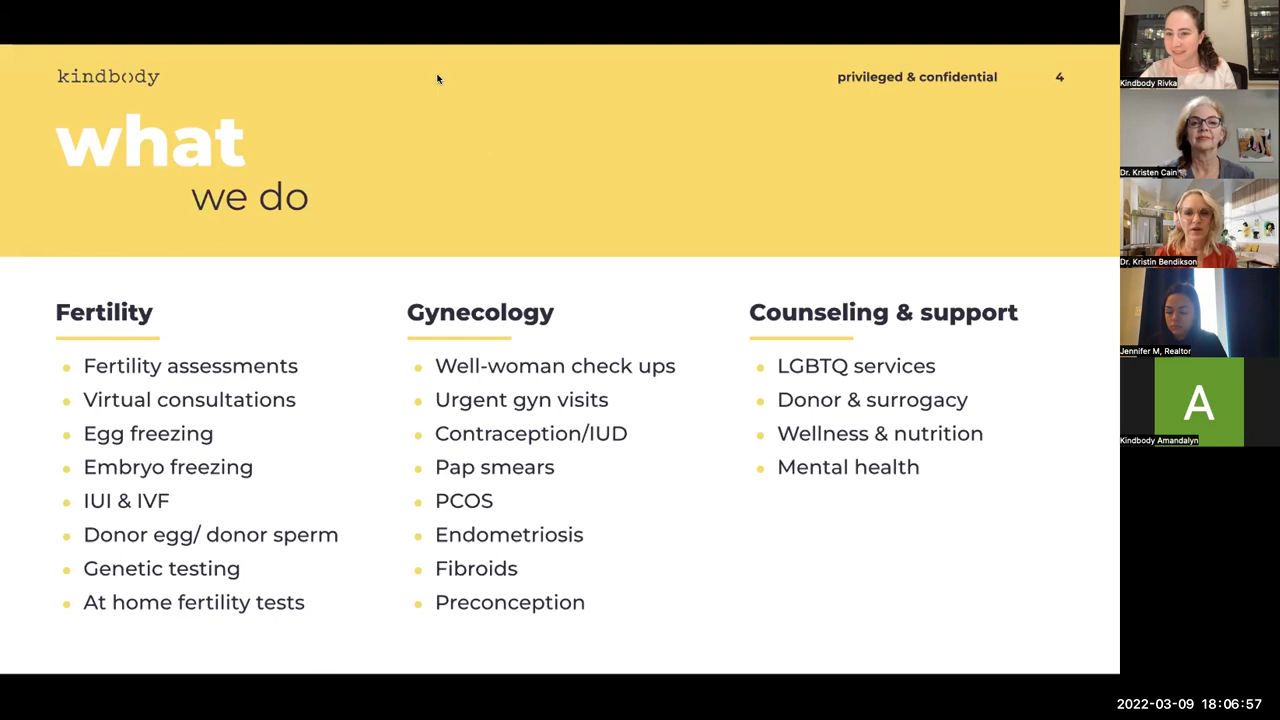 kindbody
privileged & confidential
4
what
we do
Fertility
Fertility assessments
Virtual consultations
Egg freezing
Embryo freezing
IUI & IVF
Donor egg/ donor sperm
Genetic testing
At home fertility tests
Gynecology
Well-woman check ups
Urgent gyn visits
Contraception/IUD
Pap smears
PCOS
Endometriosis
Fibroids
Preconception
Counseling & support
LGBTQ services
Donor & surrogacy
Wellness & nutrition
Mental health
Kindbody Rivka
Dr. Kristen Cain
Dr. Kristin Bendikson
Jennifer M, Realtor
A
Kindbody Amandalyn
2022-03-09 18:06:57